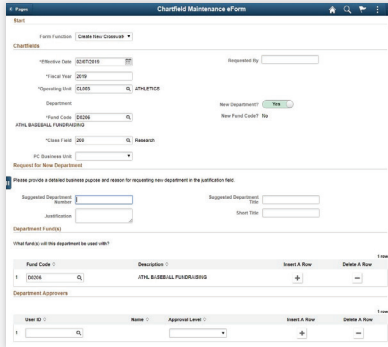 Pages
Chartfield Maintenance eForm
Start
Form Function Create New Crosswalk
Chartfields
*Effective Date 02/07/2019
Requested By
*Fiscal Year 2019
*Operating Unit CL003 ATHLETICS
Department
New Department? Yes
*Fund Code D0206
New Fund Code? No
ATHL BASEBALL FUNDRAISING
*Class Field 200 Research
PC Business Unit
Request for New Department
Please provide a detailed business pupose and reason for requesting new department in the justification field.
Suggested Department Number
Suggested Department Title
Justification
Short Title
Department Fund(s)
What fund(s) will this department be used with?
1 row
Fund Code Description Insert A Row Delete A Row
1 D0206 ATHL BASEBALL FUNDRAISING + −
Department Approvers
1 row
User ID Name Approval Level Insert A Row Delete A Row
1 + −